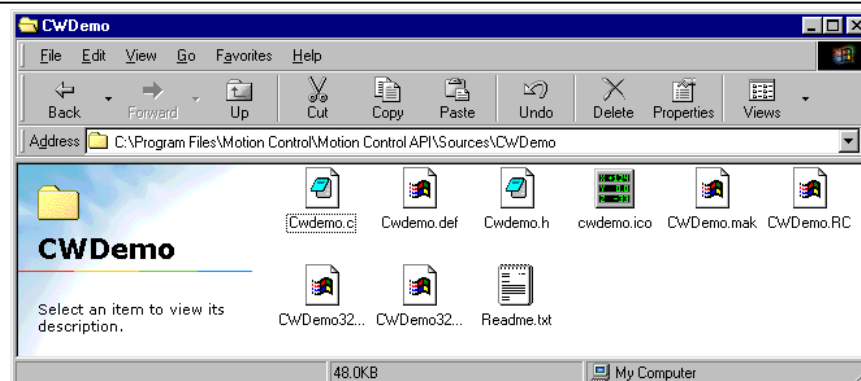 CWDemo
File Edit View Go Favorites Help
Back Forward Up Cut Copy Paste Undo Delete Properties Views
Address C:\Program Files\Motion Control\Motion Control API\Sources\CWDemo
Cwdemo.c Cwdemo.def Cwdemo.h cwdemo.ico CWDemo.mak CWDemo.RC
CWDemo
CWDemo32... CWDemo32... Readme.txt
Select an item to view its
description.
48.0KB My Computer